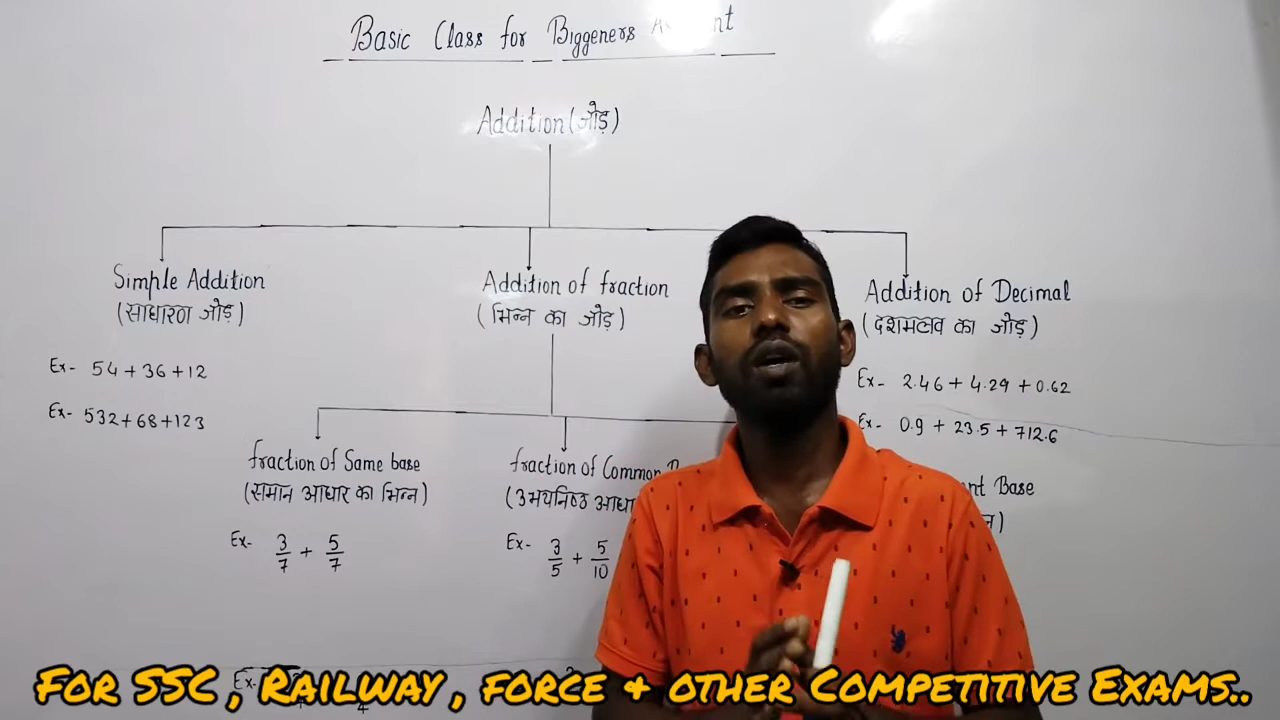 Basic Class for Biggeners
Addition (जोड़)
Simple Addition
(साधारण जोड़)
Ex- 54 + 36 + 12
Ex- 532 + 68 + 123
Addition of fraction
(भिन्न का जोड़)
Addition of Decimal
(दशमलव का जोड़)
Ex- 2.46 + 4.29 + 0.62
Ex- 0.9 + 23.5 + 712.6
fraction of Same base
(समान आधार का भिन्न)
Ex- 3/7 + 5/7
fraction of Common
(उभयनिष्ठ
Ex- 3/5 + 5/10
Base
Ex-
For SSC, Railway, force & other Competitive Exams..